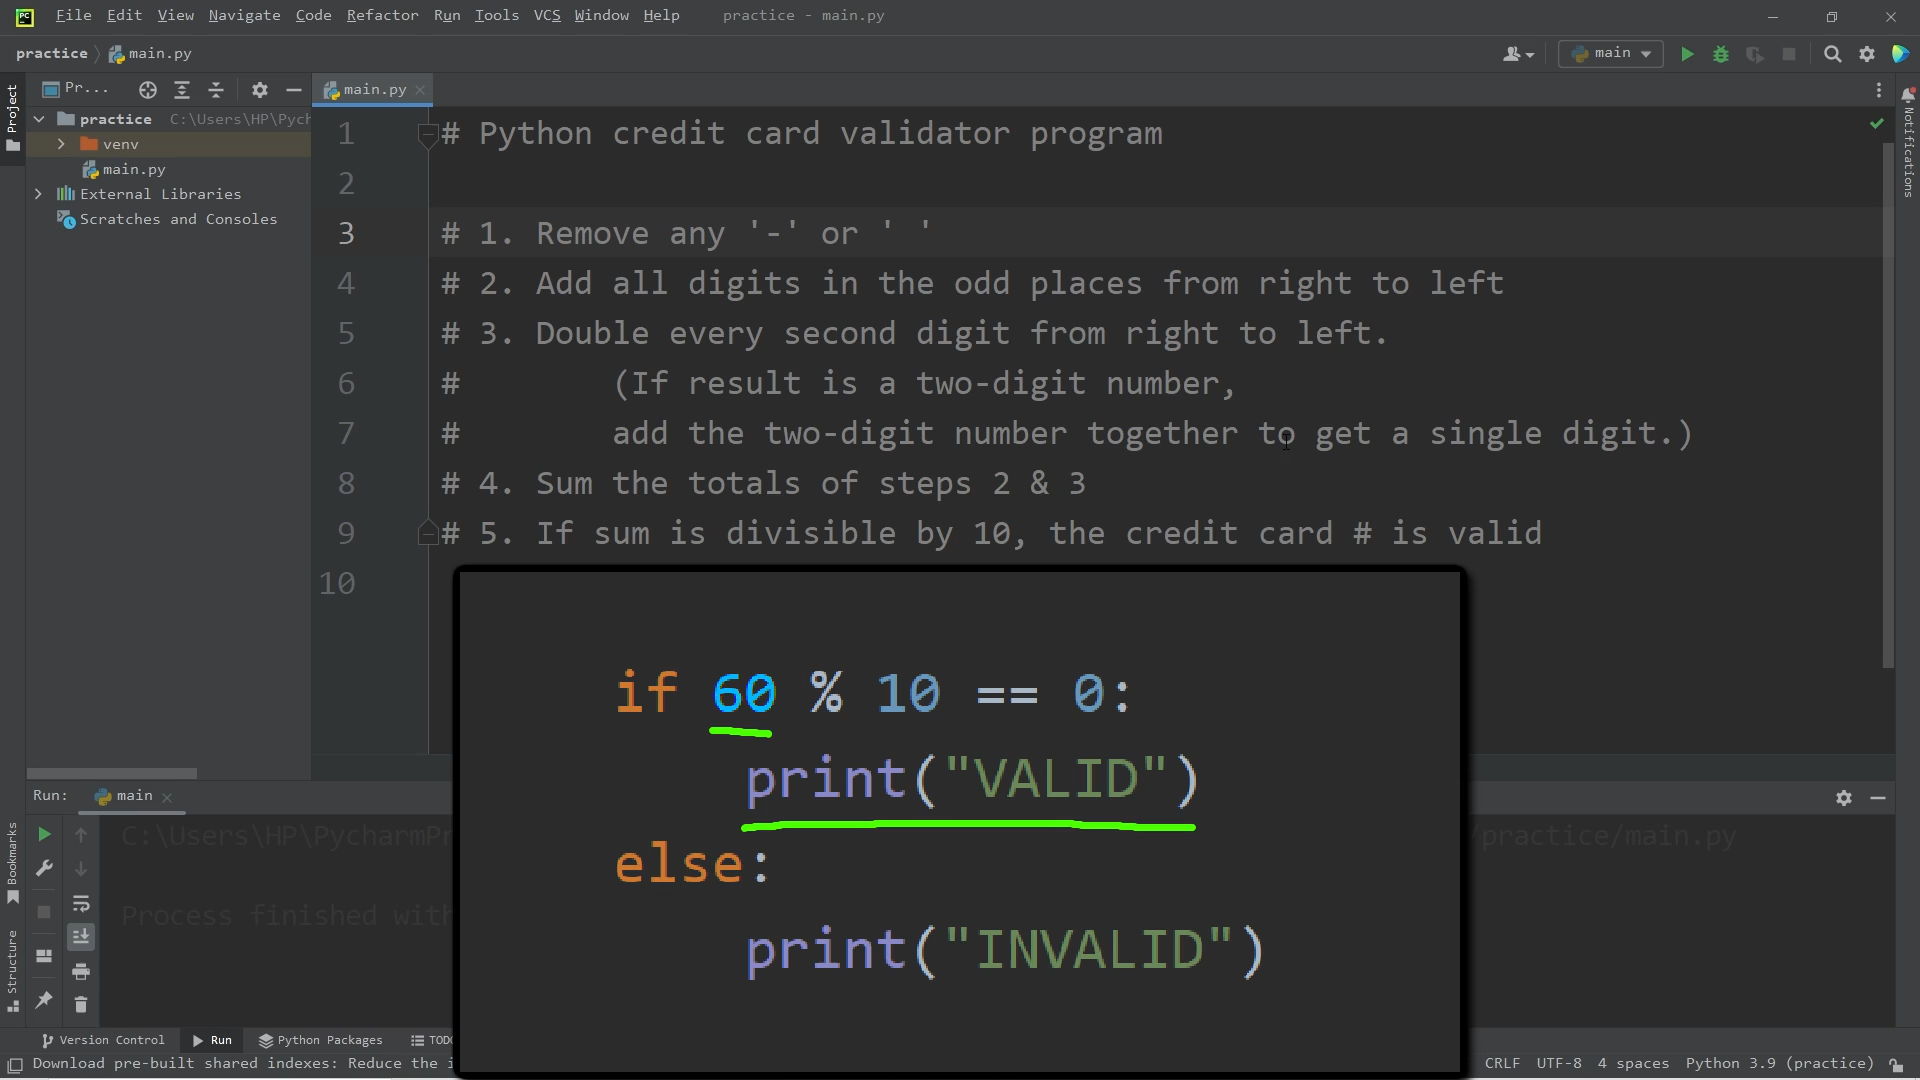 PC File Edit View Navigate Code Refactor Run Tools VCS Window Help practice - main.py
practice main.py main
Project Pr... main.py
practice C:\Users\HP\Pych
venv
main.py
External Libraries
Scratches and Consoles
Notifications
1 # Python credit card validator program
2
3 # 1. Remove any '-' or ' '
4 # 2. Add all digits in the odd places from right to left
5 # 3. Double every second digit from right to left.
6 #        (If result is a two-digit number,
7 #        add the two-digit number together to get a single digit.)
8 # 4. Sum the totals of steps 2 & 3
9 # 5. If sum is divisible by 10, the credit card # is valid
10
if 60 % 10 == 0:
print("VALID")
else:
print("INVALID")
Run: main
C:\Users\HP\PycharmPr /practice/main.py
Process finished with
Bookmarks
Structure
Version Control Run Python Packages TODO
Download pre-built shared indexes: Reduce the i CRLF UTF-8 4 spaces Python 3.9 (practice)